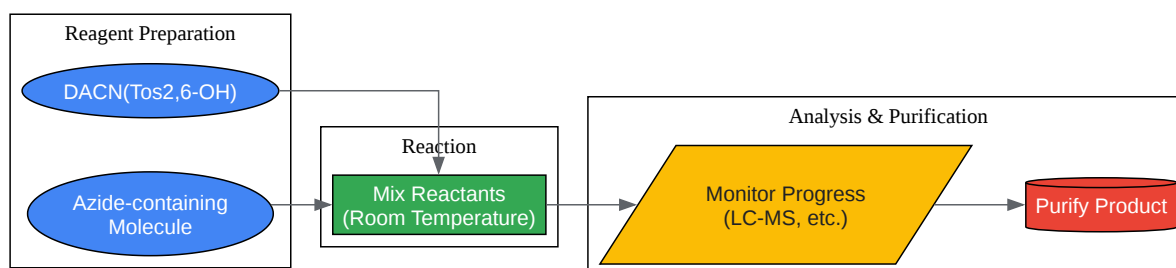 Reagent Preparation
DACN(Tos2,6-OH)
Azide-containing
Molecule
Reaction
Mix Reactants
(Room Temperature)
Analysis & Purification
Monitor Progress
(LC-MS, etc.)
Purify Product